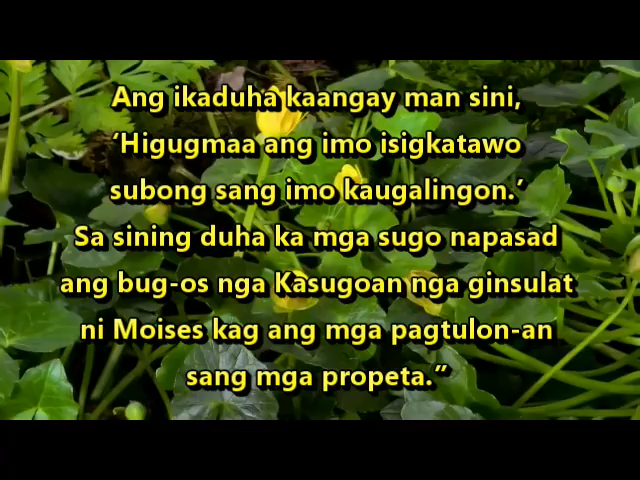 Ang ikaduha kaangay man sini,
‘Higugmaa ang imo isigkatawo
subong sang imo kaugalingon.’
Sa sining duha ka mga sugo napasad
ang bug-os nga Kasugoan nga ginsulat
ni Moises kag ang mga pagtulon-an
sang mga propeta.”